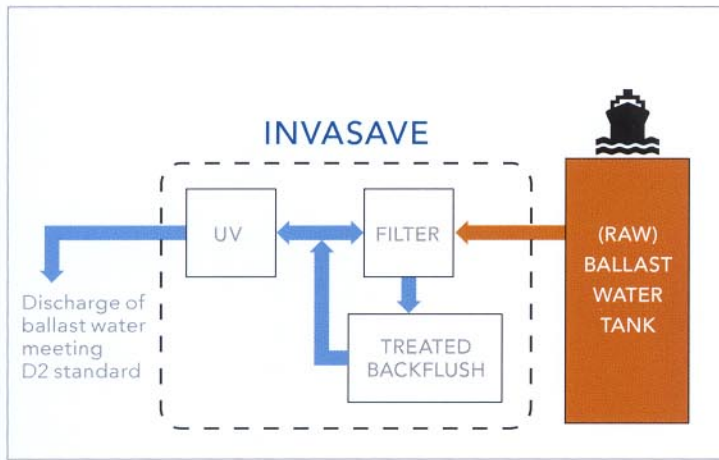 INVASAVE
UV
FILTER
(RAW)
BALLAST
WATER
TANK
Discharge of
ballast water
meeting
D2 standard
TREATED
BACKFLUSH